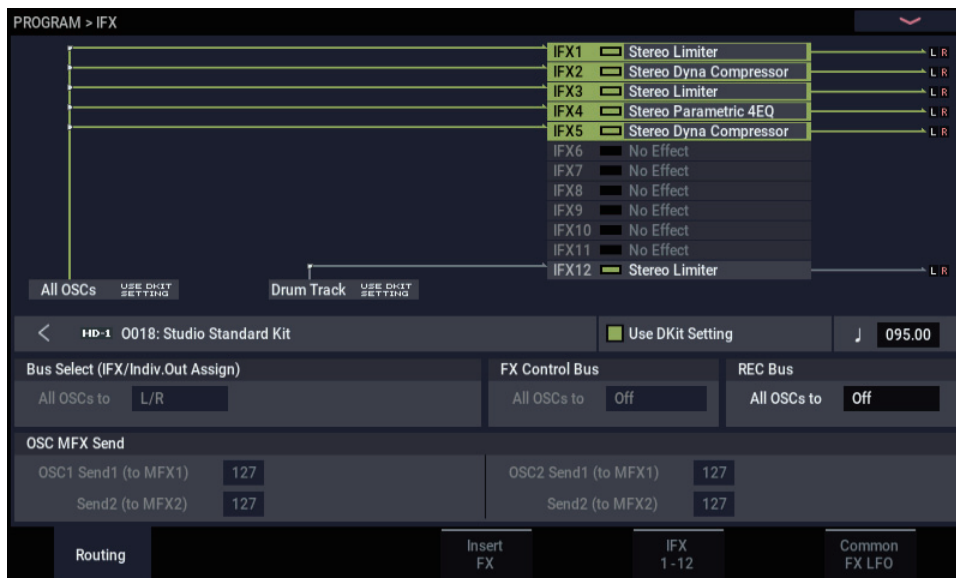 PROGRAM > IFX
IFX1 Stereo Limiter L R
IFX2 Stereo Dyna Compressor L R
IFX3 Stereo Limiter L R
IFX4 Stereo Parametric 4EQ L R
IFX5 Stereo Dyna Compressor L R
IFX6 No Effect
IFX7 No Effect
IFX8 No Effect
IFX9 No Effect
IFX10 No Effect
IFX11 No Effect
IFX12 Stereo Limiter L R
All OSCs USE DKIT SETTING Drum Track USE DKIT SETTING
HD-1 O018: Studio Standard Kit Use DKit Setting ♩ 095.00
Bus Select (IFX/Indiv.Out Assign) FX Control Bus REC Bus
All OSCs to L/R All OSCs to Off All OSCs to Off
OSC MFX Send
OSC1 Send1 (to MFX1) 127 OSC2 Send1 (to MFX1) 127
Send2 (to MFX2) 127 Send2 (to MFX2) 127
Routing Insert FX IFX 1-12 Common FX LFO